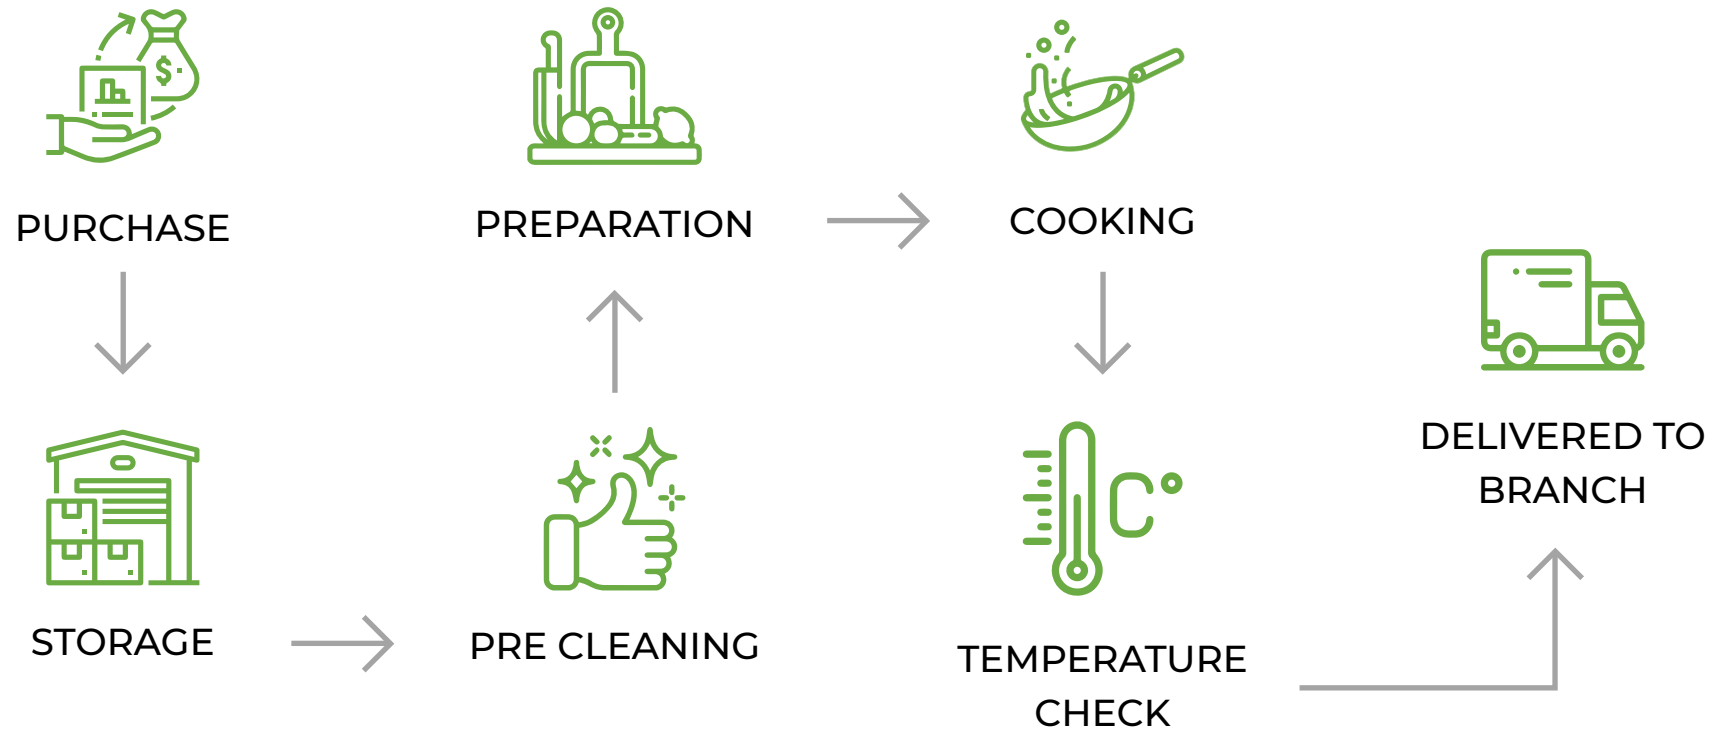 PURCHASE
STORAGE
PRE CLEANING
PREPARATION
COOKING
TEMPERATURE
CHECK
DELIVERED TO
BRANCH
$
C°